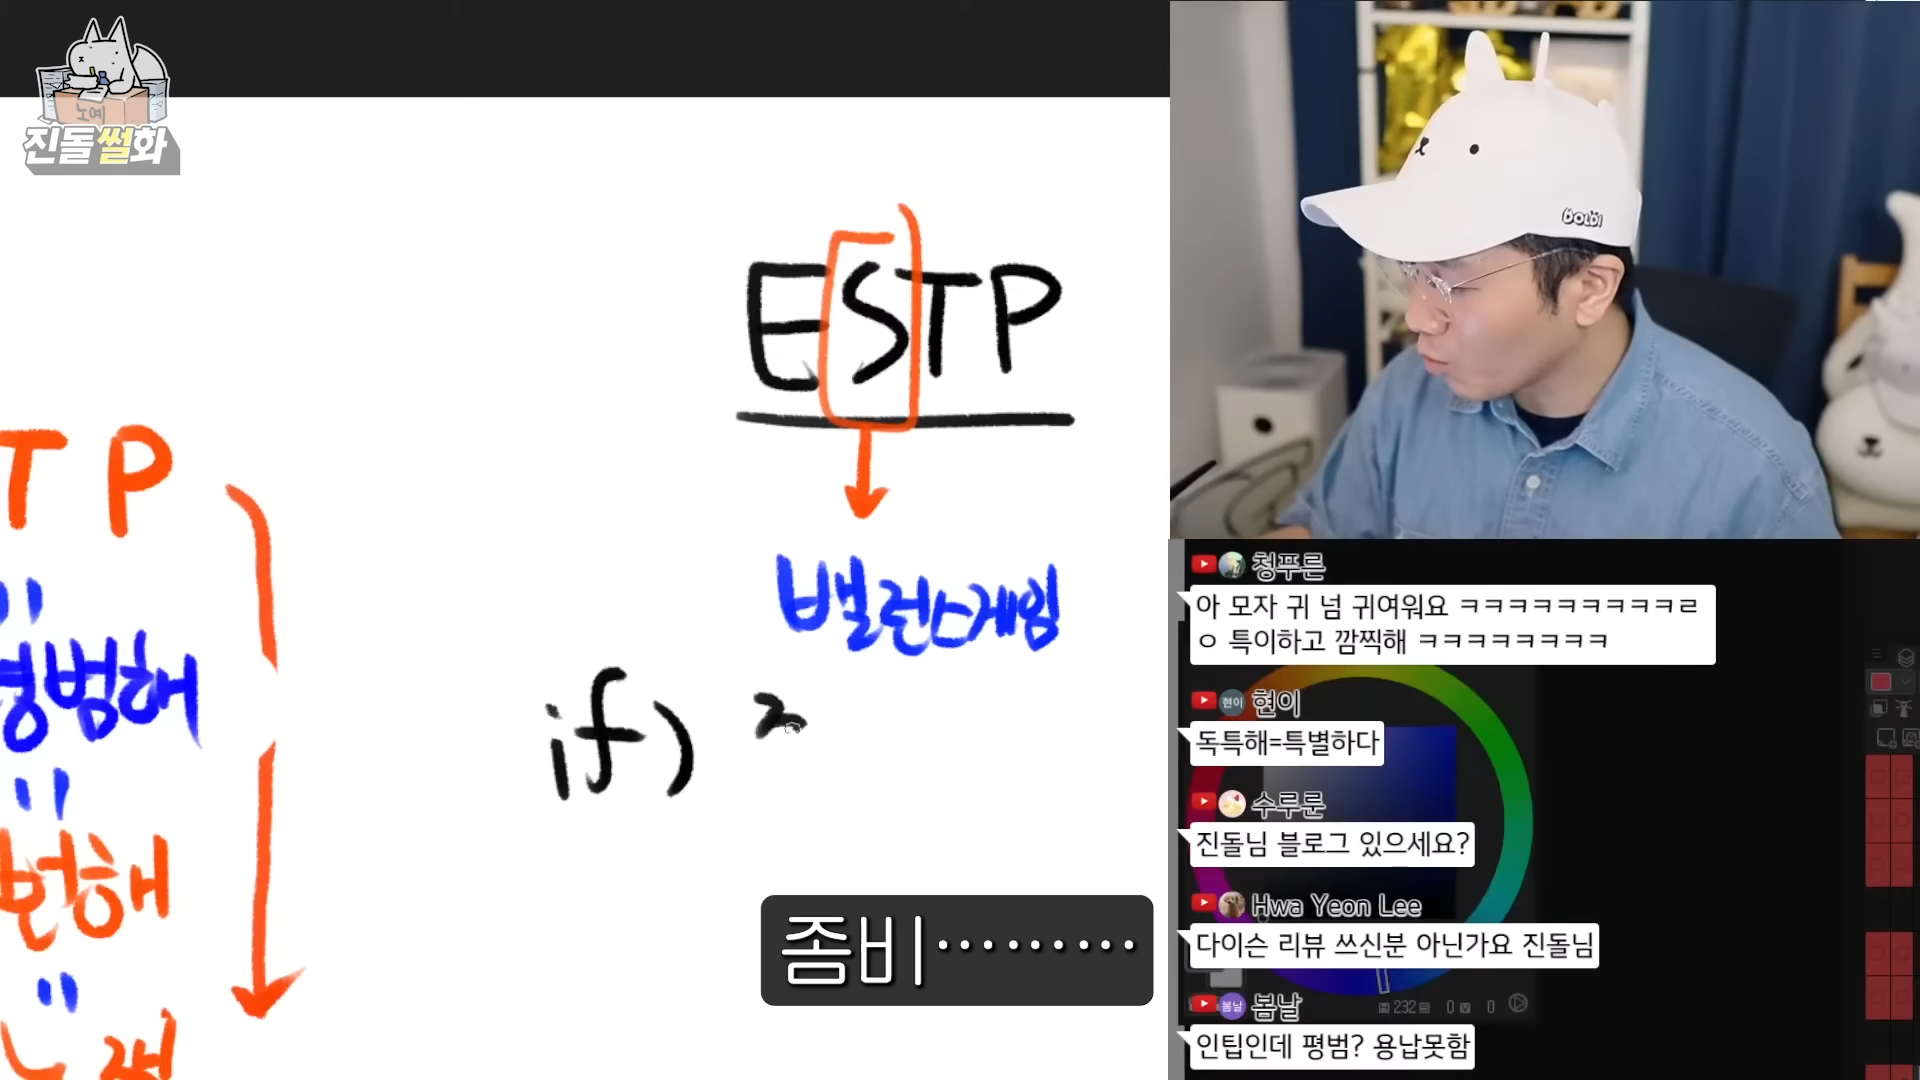 노예
진돌썰화
ESTP
TP
평범해
밸런스게임
if)
좀비.........
DOLDI
청푸른
아 모자 귀 넘 귀여워요 ㅋㅋㅋㅋㅋㅋㅋㅋㅋㄹ
ㅇ 특이하고 깜찍해 ㅋㅋㅋㅋㅋㅋㅋㅋ
현이 현이
독특해=특별하다
수루룬
진돌님 블로그 있으세요?
Hwa Yeon Lee
다이슨 리뷰 쓰신분 아닌가요 진돌님
232 0 0
봄날 봄날
인팁인데 평범? 용납못함